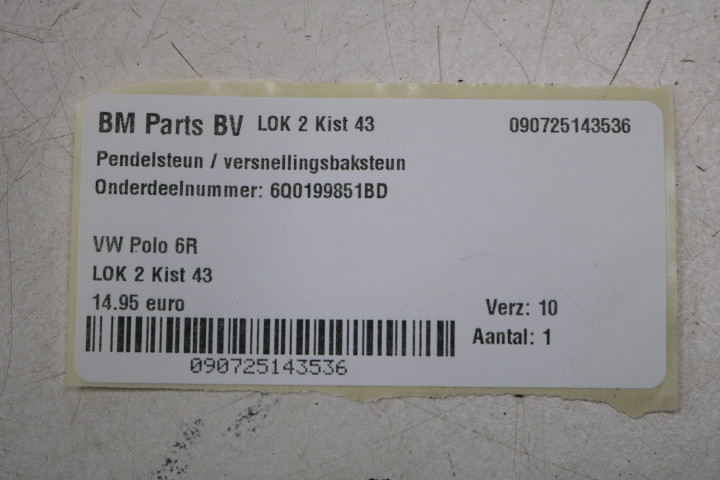 BM Parts BV LOK 2 Kist 43 090725143536
Pendelsteun / versnellingsbaksteun
Onderdeelnummer: 6Q0199851BD
VW Polo 6R
LOK 2 Kist 43
14.95 euro Verz: 10
Aantal: 1
090725143536